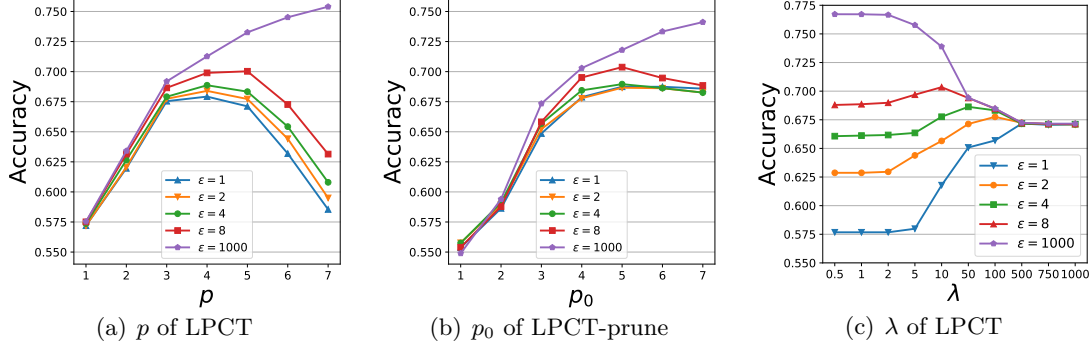 Accuracy
0.750
0.725
0.700
0.675
0.650
0.625
0.600
0.575
0.550
ε = 1
ε = 2
ε = 4
ε = 8
ε = 1000
1 2 3 4 5 6 7
p
(a) p of LPCT
Accuracy
0.750
0.725
0.700
0.675
0.650
0.625
0.600
0.575
0.550
ε = 1
ε = 2
ε = 4
ε = 8
ε = 1000
1 2 3 4 5 6 7
p₀
(b) p₀ of LPCT-prune
Accuracy
0.775
0.750
0.725
0.700
0.675
0.650
0.625
0.600
0.575
0.550
ε = 1
ε = 2
ε = 4
ε = 8
ε = 1000
0.5 1 2 5 10 50 100 500 750 1000
λ
(c) λ of LPCT